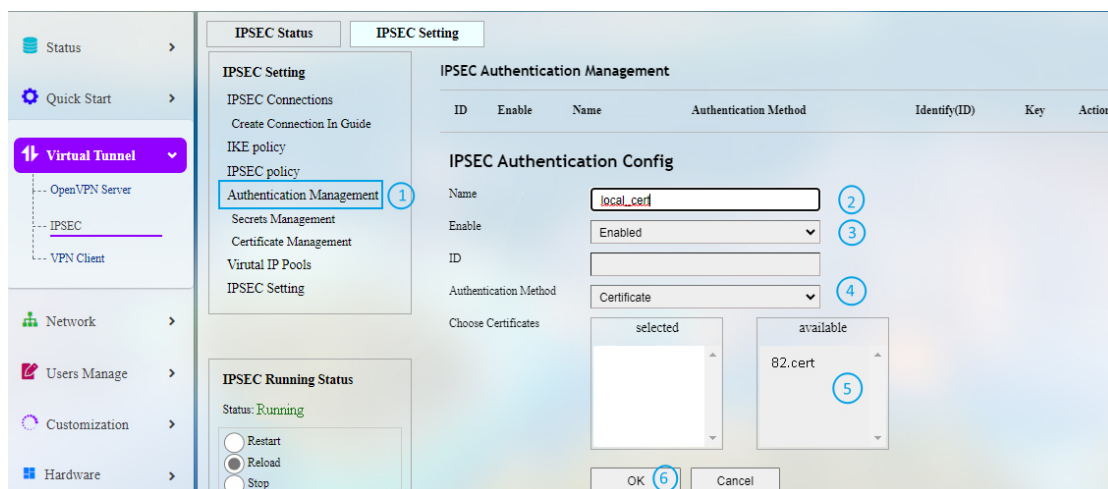 Status
Quick Start
Virtual Tunnel
OpenVPN Server
IPSEC
VPN Client
Network
Users Manage
Customization
Hardware
IPSEC Status
IPSEC Setting
IPSEC Setting
IPSEC Connections
Create Connection In Guide
IKE policy
IPSEC policy
Authentication Management 1
Secrets Management
Certificate Management
Virutal IP Pools
IPSEC Setting
IPSEC Running Status
Status: Running
Restart
Reload
Stop
IPSEC Authentication Management
ID Enable Name Authentication Method Identify(ID) Key Action
IPSEC Authentication Config
Name local_cert 2
Enable Enabled 3
ID
Authentication Method Certificate 4
Choose Certificates selected available
82.cert
5
OK 6 Cancel